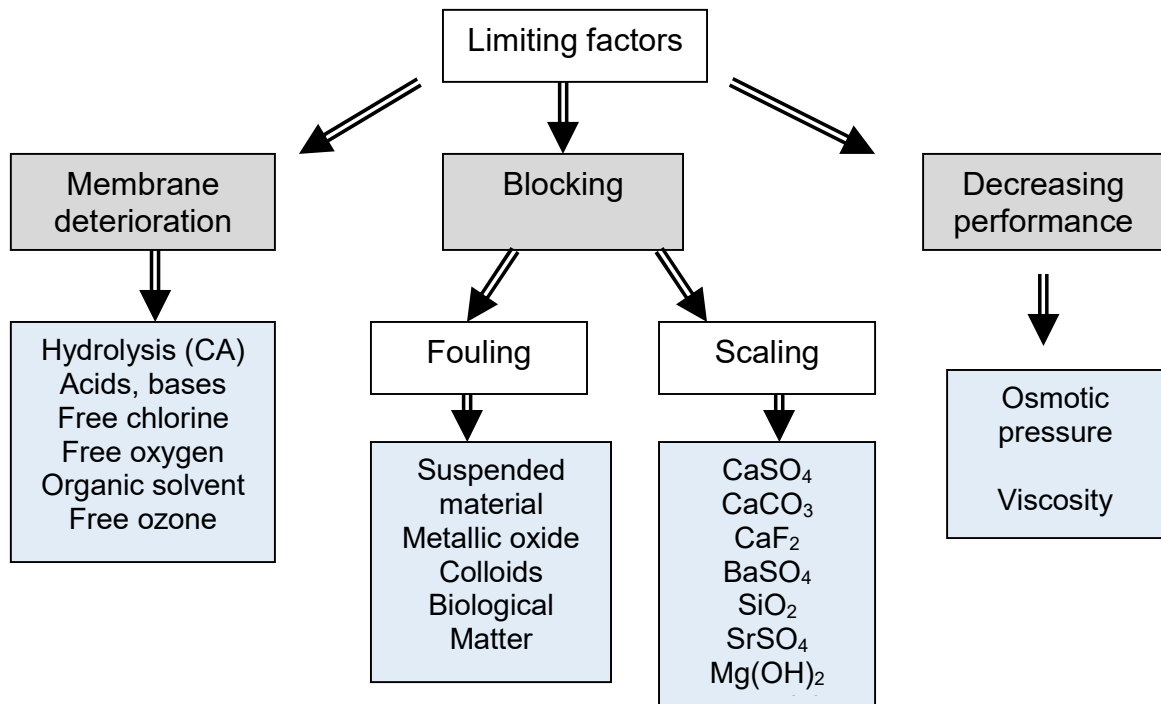 Limiting factors
Membrane
deterioration
Blocking
Decreasing
performance
Hydrolysis (CA)
Acids, bases
Free chlorine
Free oxygen
Organic solvent
Free ozone
Fouling
Scaling
Suspended
material
Metallic oxide
Colloids
Biological
Matter
CaSO₄
CaCO₃
CaF₂
BaSO₄
SiO₂
SrSO₄
Mg(OH)₂
Osmotic
pressure
Viscosity